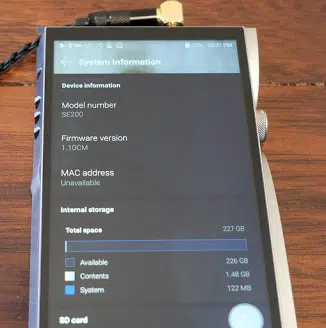 System Information
Device information
Model number
SE200
Firmware version
1.10CM
MAC address
Unavailable
Internal storage
Total space 227 GB
Available 226 GB
Contents 1.48 GB
System 122 MB
SD card